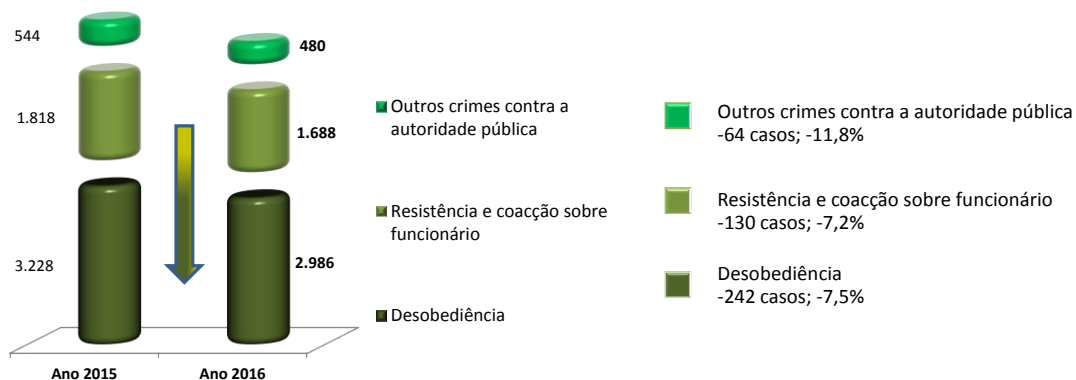 544
480
1.818
1.688
3.228
2.986
Ano 2015
Ano 2016
Outros crimes contra a
autoridade pública
Resistência e coacção sobre
funcionário
Desobediência
Outros crimes contra a autoridade pública
-64 casos; -11,8%
Resistência e coacção sobre funcionário
-130 casos; -7,2%
Desobediência
-242 casos; -7,5%